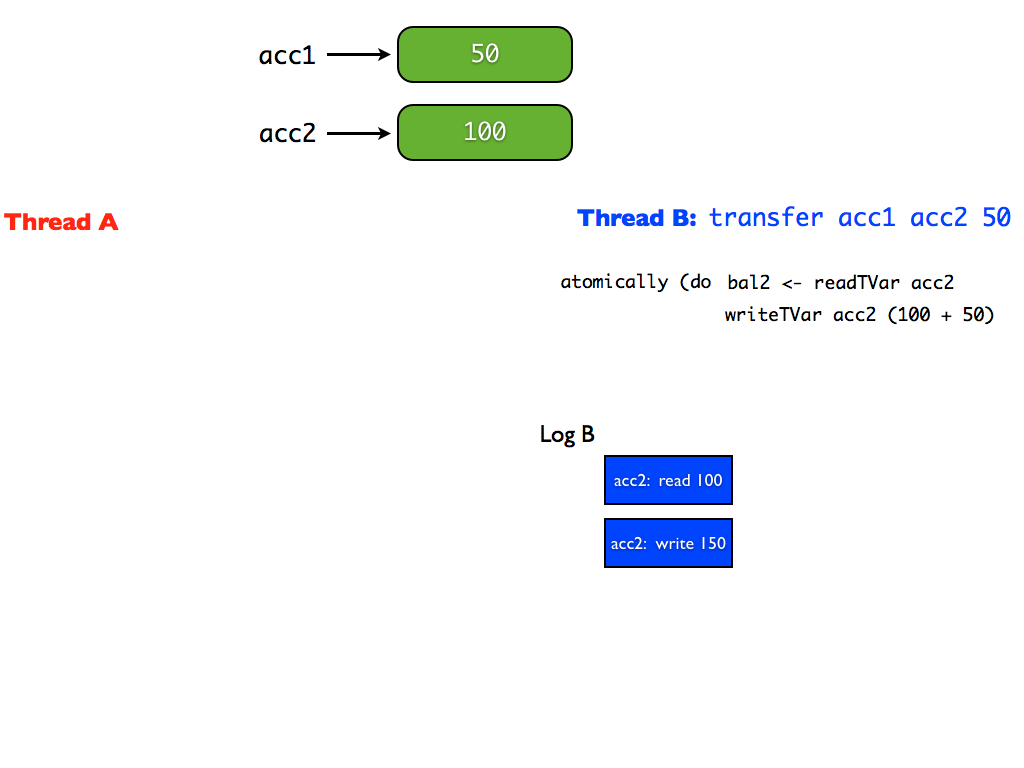 acc1 50
acc2 100
Thread A
Thread B: transfer acc1 acc2 50
atomically (do bal2 <- readTVar acc2
writeTVar acc2 (100 + 50)
Log B
acc2: read 100
acc2: write 150